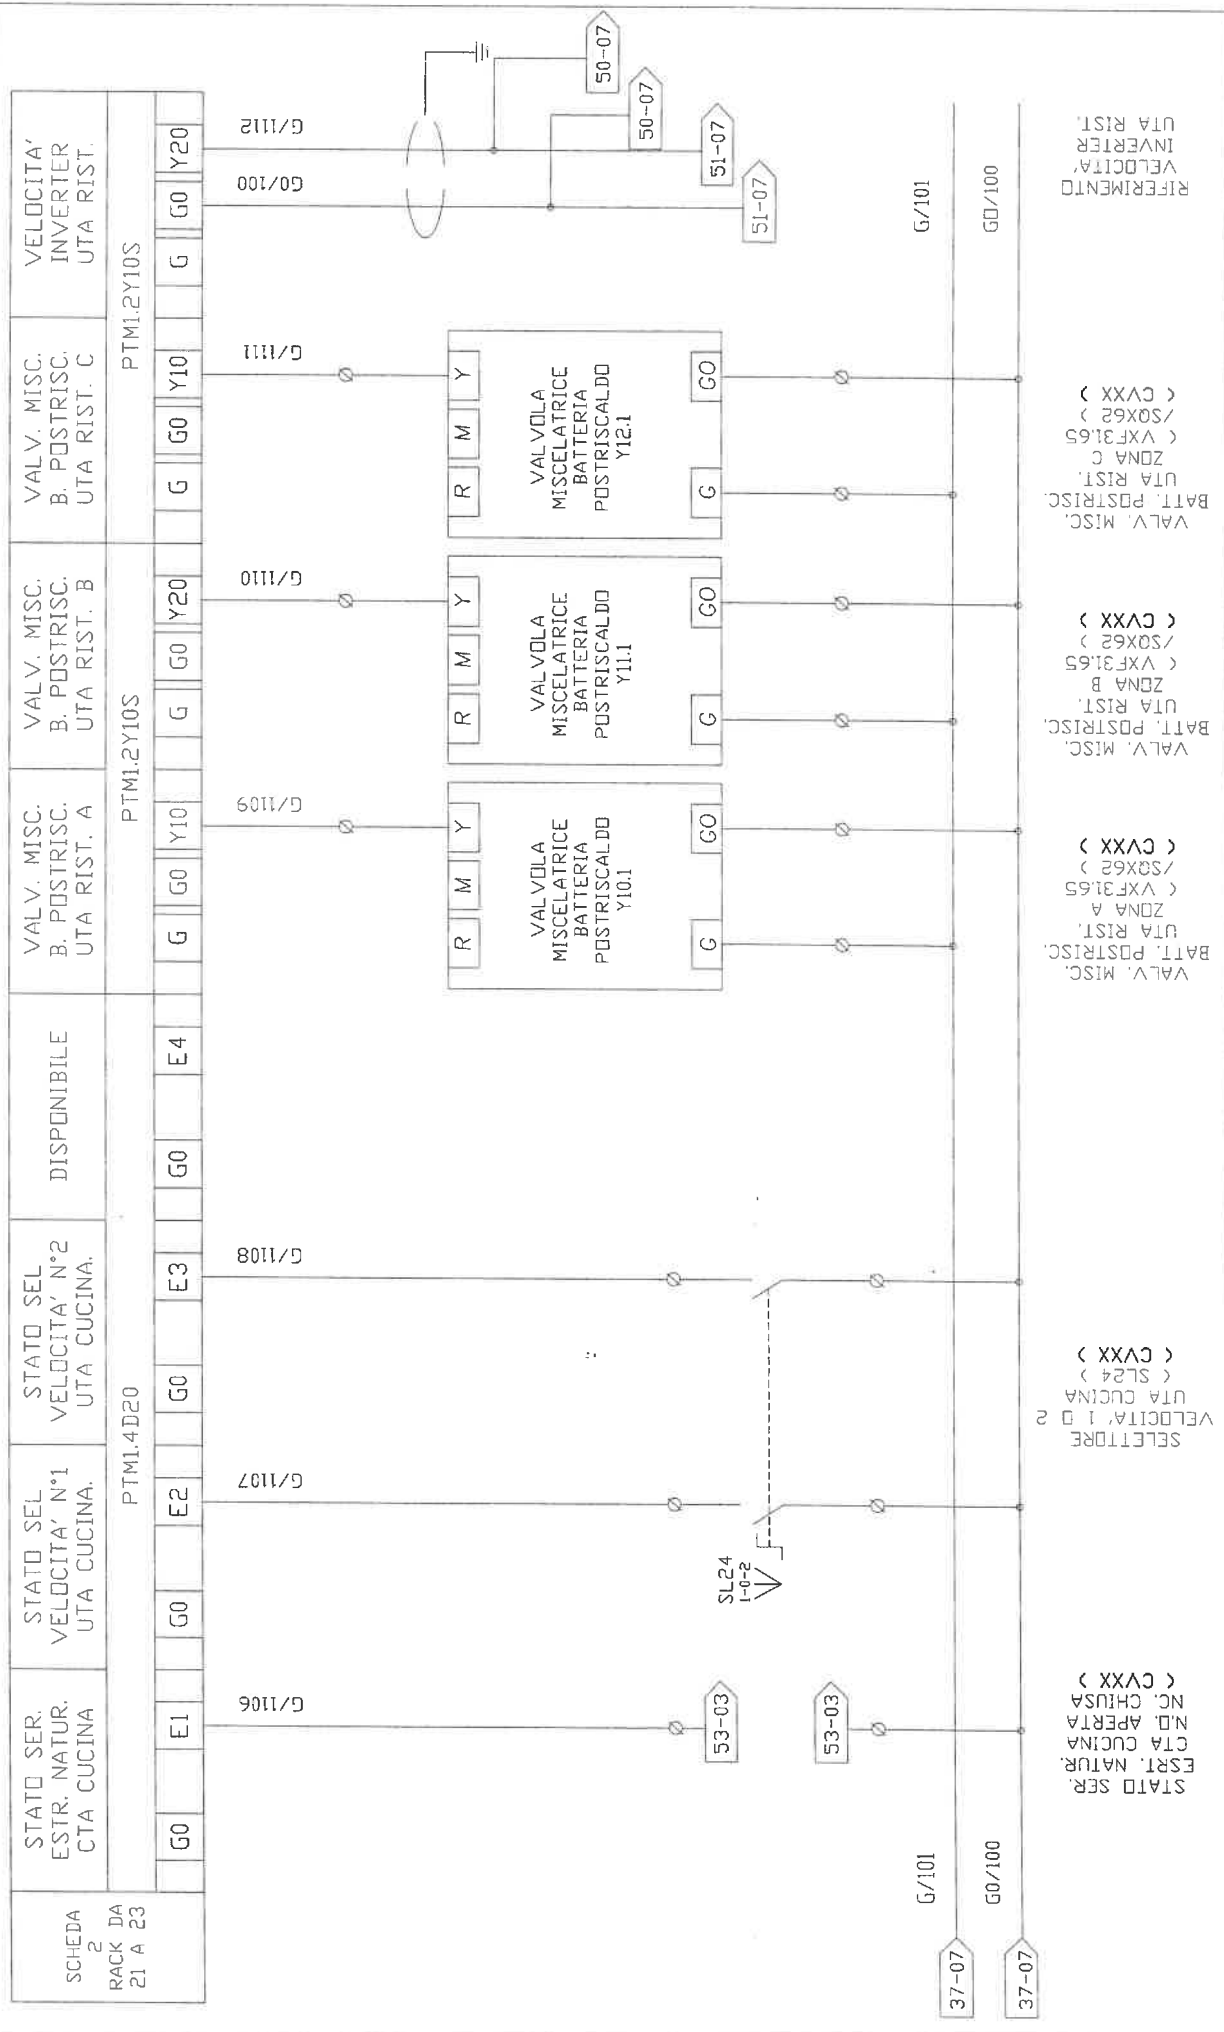 SCHEDA
2
RACK DA
21 A 23
STATO SER.
ESTR. NATUR.
CTA CUCINA
STATO SEL
VELOCITA' N°1
UTA CUCINA.
STATO SEL
VELOCITA' N°2
UTA CUCINA.
DISPONIBILE
VALV. MISC.
B. POSTRISC.
UTA RIST. A
VALV. MISC.
B. POSTRISC.
UTA RIST. B
VALV. MISC.
B. POSTRISC.
UTA RIST. C
VELOCITA'
INVERTER
UTA RIST.
PTM1.4D20
PTM1.2Y10S
PTM1.2Y10S
G0
E1
G0
E2
G0
E3
G0
E4
G
G0
Y10
G
G0
Y20
G
G0
Y10
G
G0
Y20
G/1106
G/1107
G/1108
G/1109
G/1110
G/1111
G0/100
G/1112
50-07
50-07
51-07
51-07
R
M
Y
VALVOLA
MISCELATRICE
BATTERIA
POSTRISCALDO
Y10.1
G
GO
R
M
Y
VALVOLA
MISCELATRICE
BATTERIA
POSTRISCALDO
Y11.1
G
GO
R
M
Y
VALVOLA
MISCELATRICE
BATTERIA
POSTRISCALDO
Y12.1
G
GO
53-03
53-03
SL24
1-0-2
G/101
G/101
G0/100
G0/100
37-07
37-07
STATO SER.
ESRT. NATUR.
CTA CUCINA
N.O. APERTA
NC. CHIUSA
( CVXX )
SELETTORE
VELOCITA' 1 O 2
UTA CUCINA
( SL24 )
( CVXX )
VALV. MISC.
BATT. POSTRISC.
UTA RIST.
ZONA A
( VXF31.65
/SQX62 )
( CVXX )
VALV. MISC.
BATT. POSTRISC.
UTA RIST.
ZONA B
( VXF31.65
/SQX62 )
( CVXX )
VALV. MISC.
BATT. POSTRISC.
UTA RIST.
ZONA C
( VXF31.65
/SQX62 )
( CVXX )
RIFERIMENTO
VELOCITA'
INVERTER
UTA RIST.